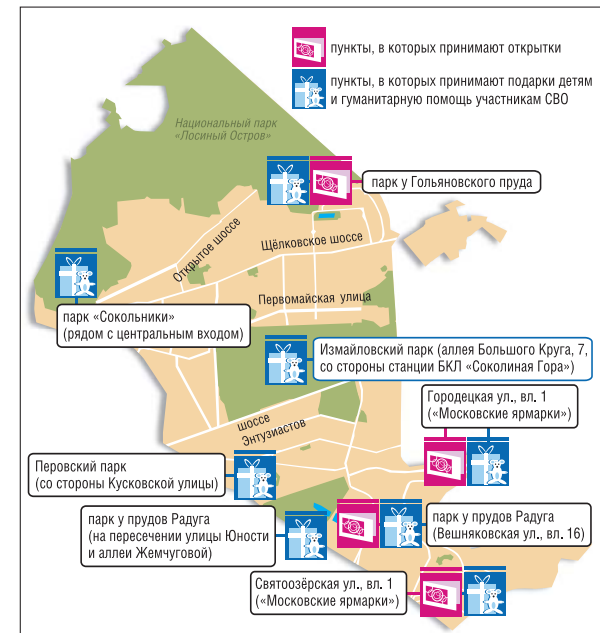 пункты, в которых принимают открытки
пункты, в которых принимают подарки детям
и гуманитарную помощь участникам СВО
Национальный парк
«Лосиный Остров»
парк у Гольяновского пруда
Открытое шоссе
Щёлковское шоссе
Первомайская улица
парк «Сокольники»
(рядом с центральным входом)
Измайловский парк (аллея Большого Круга, 7,
со стороны станции БКЛ «Соколиная Гора»)
Городецкая ул., вл. 1
(«Московские ярмарки»)
шоссе
Энтузиастов
Перовский парк
(со стороны Кусковской улицы)
парк у прудов Радуга
(на пересечении улицы Юности
и аллеи Жемчуговой)
парк у прудов Радуга
(Вешняковская ул., вл. 16)
Святоозёрская ул., вл. 1
(«Московские ярмарки»)